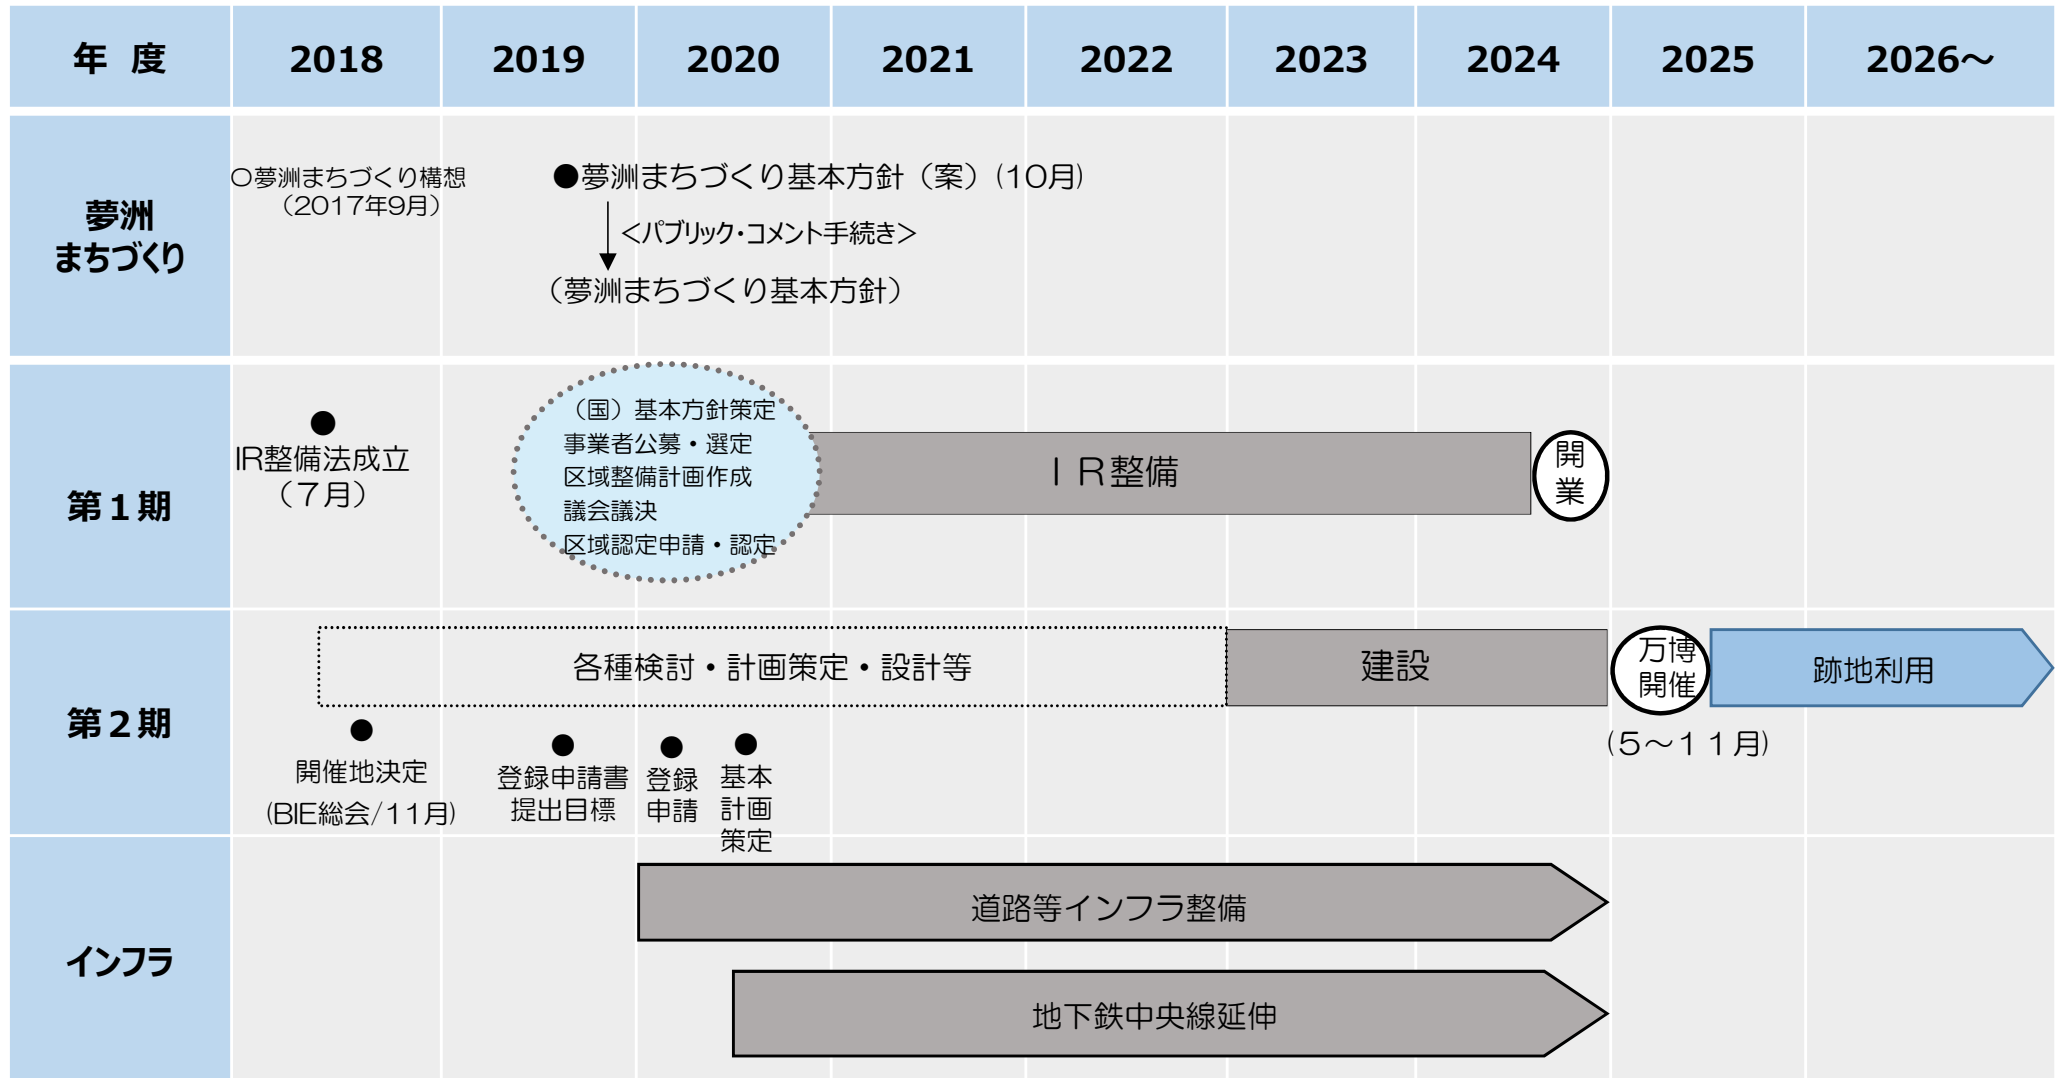 年 度
2018
2019
2020
2021
2022
2023
2024
2025
2026～
夢洲
まちづくり
○夢洲まちづくり構想
（2017年9月）
●夢洲まちづくり基本方針（案）(10月)
＜パブリック・コメント手続き＞
（夢洲まちづくり基本方針）
第１期
●
IR整備法成立
（７月）
（国）基本方針策定
事業者公募・選定
区域整備計画作成
議会議決
区域認定申請・認定
ＩＲ整備
開
業
第２期
各種検討・計画策定・設計等
建設
万博
開催
(５～１１月)
跡地利用
●
開催地決定
(BIE総会/11月)
●
登録申請書
提出目標
●
登録
申請
●
基本
計画
策定
インフラ
道路等インフラ整備
地下鉄中央線延伸